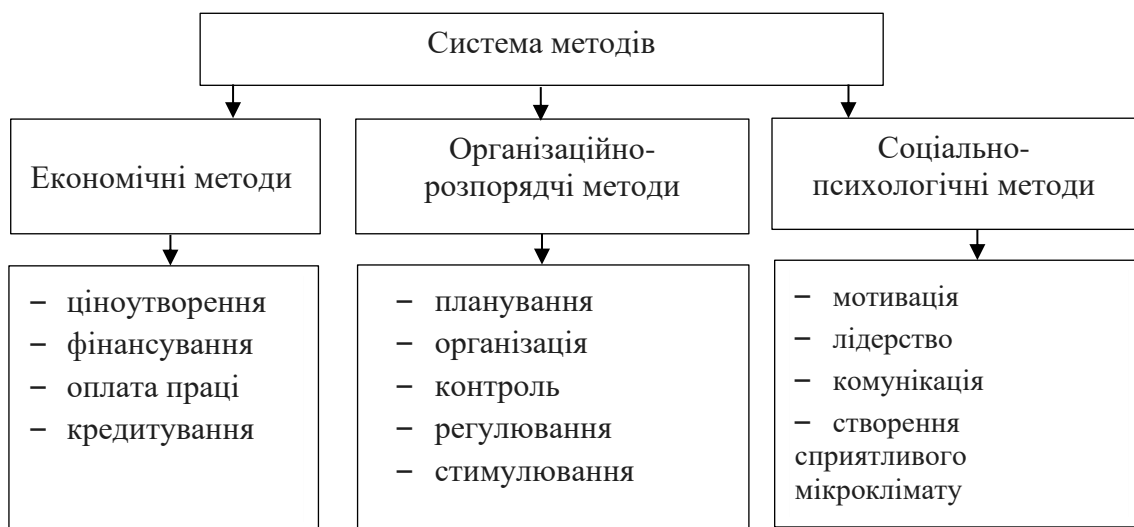 Система методів
Економічні методи
Організаційно-
розпорядчі методи
Соціально-
психологічні методи
– ціноутворення
– фінансування
– оплата праці
– кредитування
– планування
– організація
– контроль
– регулювання
– стимулювання
– мотивація
– лідерство
– комунікація
– створення
сприятливого
мікроклімату